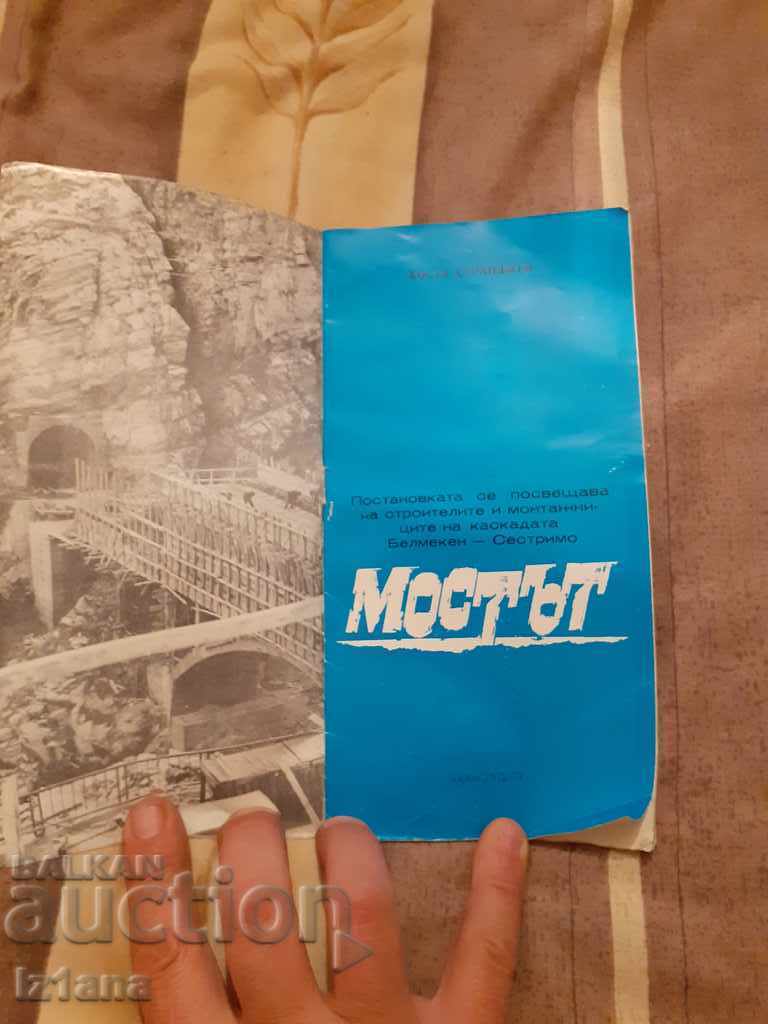 Постановката се посвещава
на строителите и монтажни-
ците на каскадата
Белмекен — Сестримо
МОСТЪТ
BALKAN
auction
iz1ana